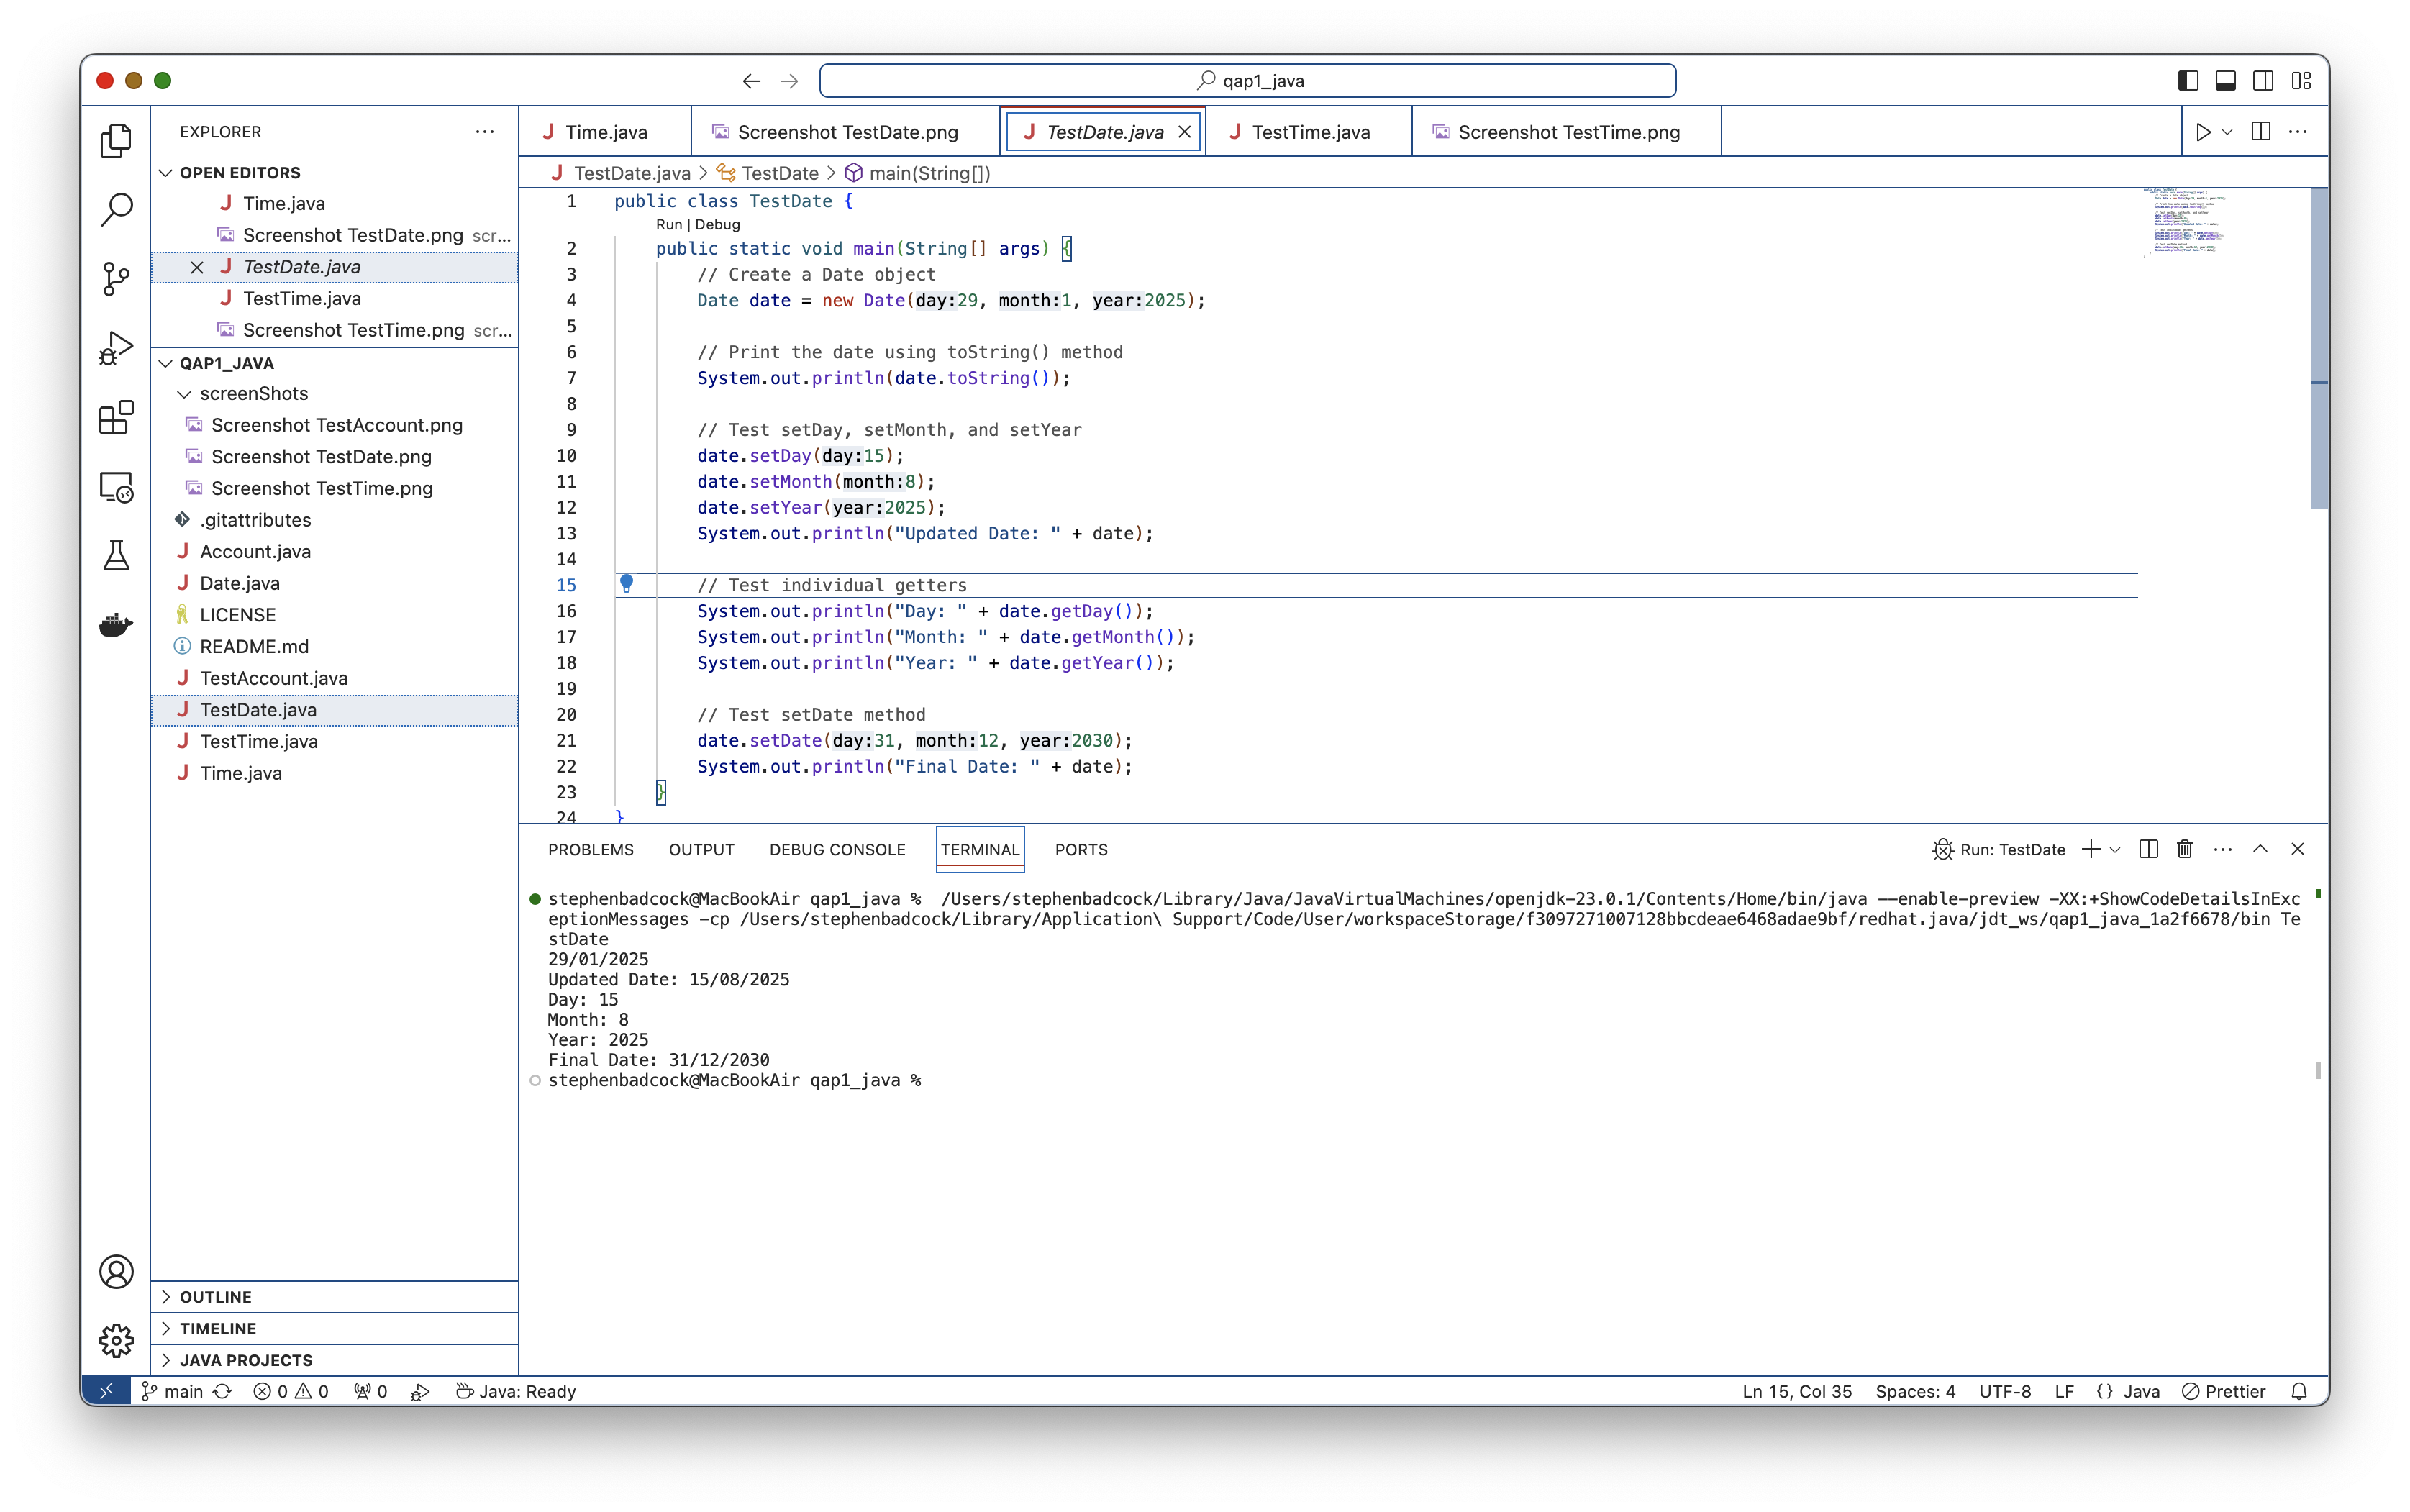 qap1_java
EXPLORER
OPEN EDITORS
Time.java
Screenshot TestDate.png scr...
TestDate.java
TestTime.java
Screenshot TestTime.png scr...
QAP1_JAVA
screenShots
Screenshot TestAccount.png
Screenshot TestDate.png
Screenshot TestTime.png
.gitattributes
Account.java
Date.java
LICENSE
README.md
TestAccount.java
TestDate.java
TestTime.java
Time.java
OUTLINE
TIMELINE
JAVA PROJECTS
Time.java Screenshot TestDate.png TestDate.java TestTime.java Screenshot TestTime.png
TestDate.java > TestDate > main(String[])
1 public class TestDate {
Run | Debug
2 public static void main(String[] args) {
3 // Create a Date object
4 Date date = new Date(day:29, month:1, year:2025);
5
6 // Print the date using toString() method
7 System.out.println(date.toString());
8
9 // Test setDay, setMonth, and setYear
10 date.setDay(day:15);
11 date.setMonth(month:8);
12 date.setYear(year:2025);
13 System.out.println("Updated Date: " + date);
14
15 // Test individual getters
16 System.out.println("Day: " + date.getDay());
17 System.out.println("Month: " + date.getMonth());
18 System.out.println("Year: " + date.getYear());
19
20 // Test setDate method
21 date.setDate(day:31, month:12, year:2030);
22 System.out.println("Final Date: " + date);
23 }
24 }
PROBLEMS OUTPUT DEBUG CONSOLE TERMINAL PORTS Run: TestDate
stephenbadcock@MacBookAir qap1_java % /Users/stephenbadcock/Library/Java/JavaVirtualMachines/openjdk-23.0.1/Contents/Home/bin/java --enable-preview -XX:+ShowCodeDetailsInExc
eptionMessages -cp /Users/stephenbadcock/Library/Application\ Support/Code/User/workspaceStorage/f3097271007128bbcdeae6468adae9bf/redhat.java/jdt_ws/qap1_java_1a2f6678/bin Te
stDate
29/01/2025
Updated Date: 15/08/2025
Day: 15
Month: 8
Year: 2025
Final Date: 31/12/2030
stephenbadcock@MacBookAir qap1_java %
main 0 0 0 Java: Ready Ln 15, Col 35 Spaces: 4 UTF-8 LF {} Java Prettier